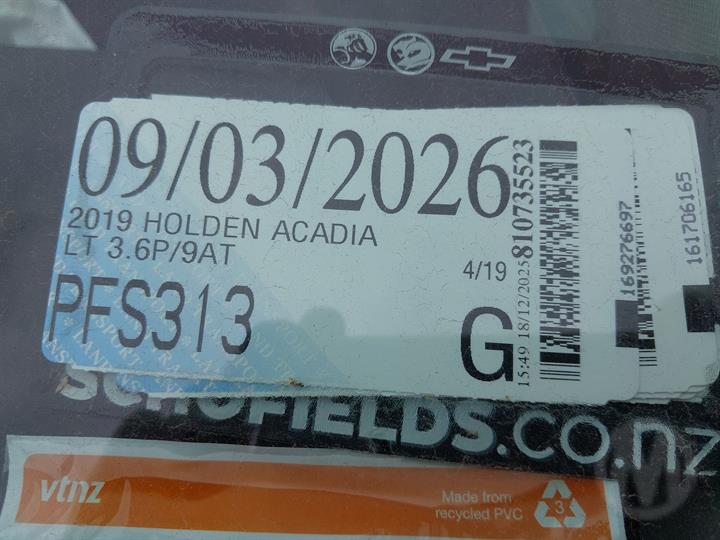 09/03/2026
2019 HOLDEN ACADIA
LT 3.6P/9AT
4/19
PFS313
G
15:49 18/12/2025
810735523
169276697
161706165
SCHOFIELDS.co.nz
vtnz
Made from
recycled PVC
3